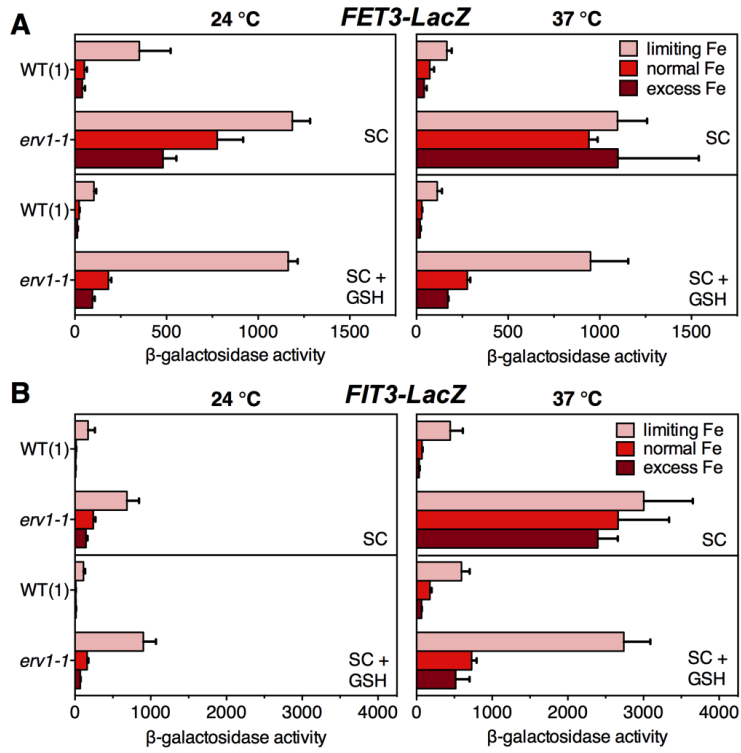 A
FET3-LacZ
24 °C
37 °C
WT(1)
erv1-1
SC
WT(1)
erv1-1
SC +
GSH
limiting Fe
normal Fe
excess Fe
SC
SC +
GSH
0 500 1000 1500
0 500 1000 1500
β-galactosidase activity
β-galactosidase activity
B
FIT3-LacZ
24 °C
37 °C
WT(1)
erv1-1
SC
WT(1)
erv1-1
SC +
GSH
limiting Fe
normal Fe
excess Fe
SC
SC +
GSH
0 1000 2000 3000 4000
0 1000 2000 3000 4000
β-galactosidase activity
β-galactosidase activity